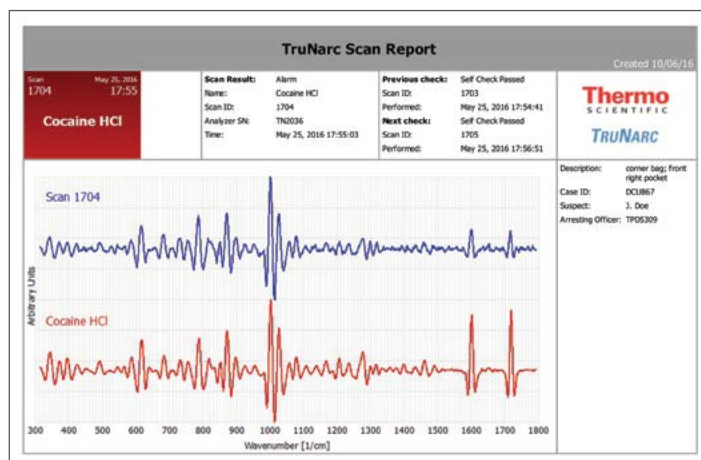 TruNarc Scan Report
Created 10/06/16
Scan May 25, 2016
1704 17:55
Cocaine HCl
Scan Result: Alarm
Name: Cocaine HCl
Scan ID: 1704
Analyzer SN: TN2036
Time: May 25, 2016 17:55:03
Previous check: Self Check Passed
Scan ID: 1703
Performed: May 25, 2016 17:54:41
Next check: Self Check Passed
Scan ID: 1705
Performed: May 25, 2016 17:56:51
Thermo
SCIENTIFIC
TRUNARC
Description: corner bag; front
right pocket
Case ID: DCU867
Suspect: J. Doe
Arresting Officer: TPD5309
Scan 1704
Cocaine HCl
Arbitrary Units
300 400 500 600 700 800 900 1000 1100 1200 1300 1400 1500 1600 1700 1800
Wavenumber [1/cm]